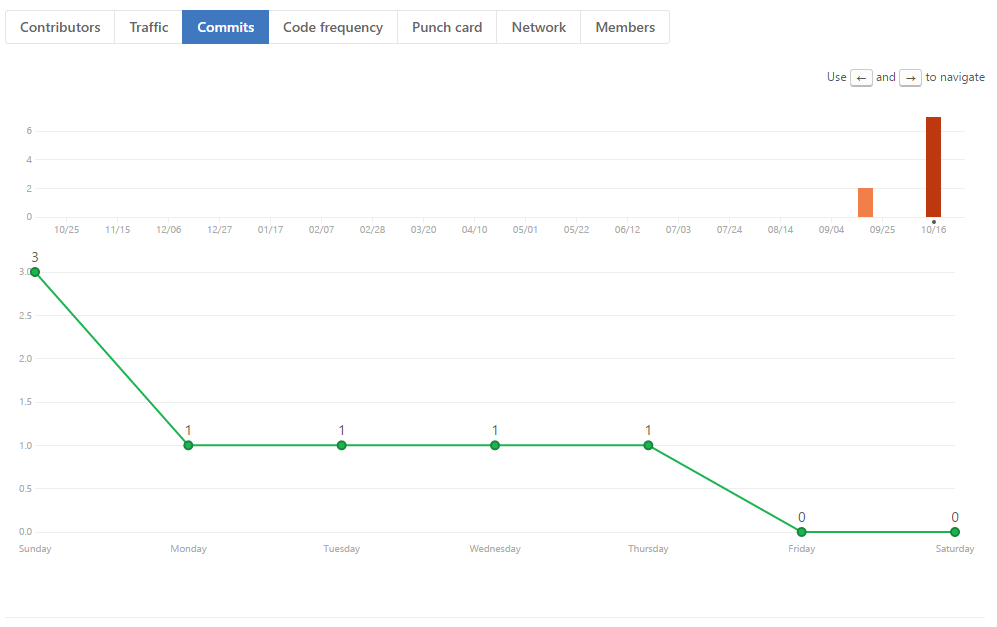 Contributors Traffic Commits Code frequency Punch card Network Members
Use ← and → to navigate
6
4
2
0
10/25 11/15 12/06 12/27 01/17 02/07 02/28 03/20 04/10 05/01 05/22 06/12 07/03 07/24 08/14 09/04 09/25 10/16
3
3.0
2.5
2.0
1.5
1 1 1 1
1.0
0.5
0 0
0.0
Sunday Monday Tuesday Wednesday Thursday Friday Saturday